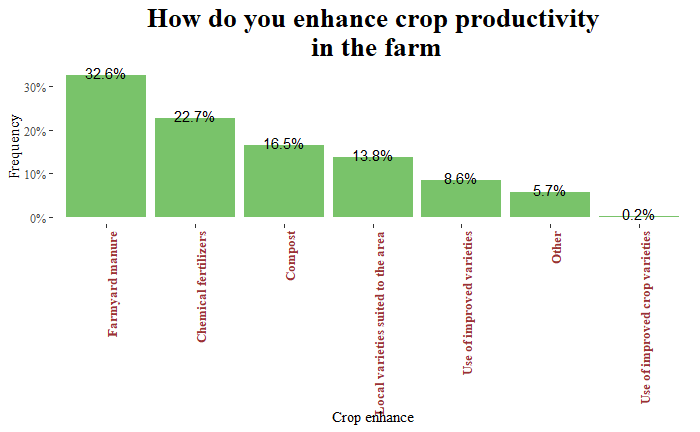 How do you enhance crop productivity
in the farm
Frequency
30%
20%
10%
0%
32.6%
22.7%
16.5%
13.8%
8.6%
5.7%
0.2%
Farmyard manure
Chemical fertilizers
Compost
Local varieties suited to the area
Use of improved varieties
Other
Use of improved crop varieties
Crop enhance